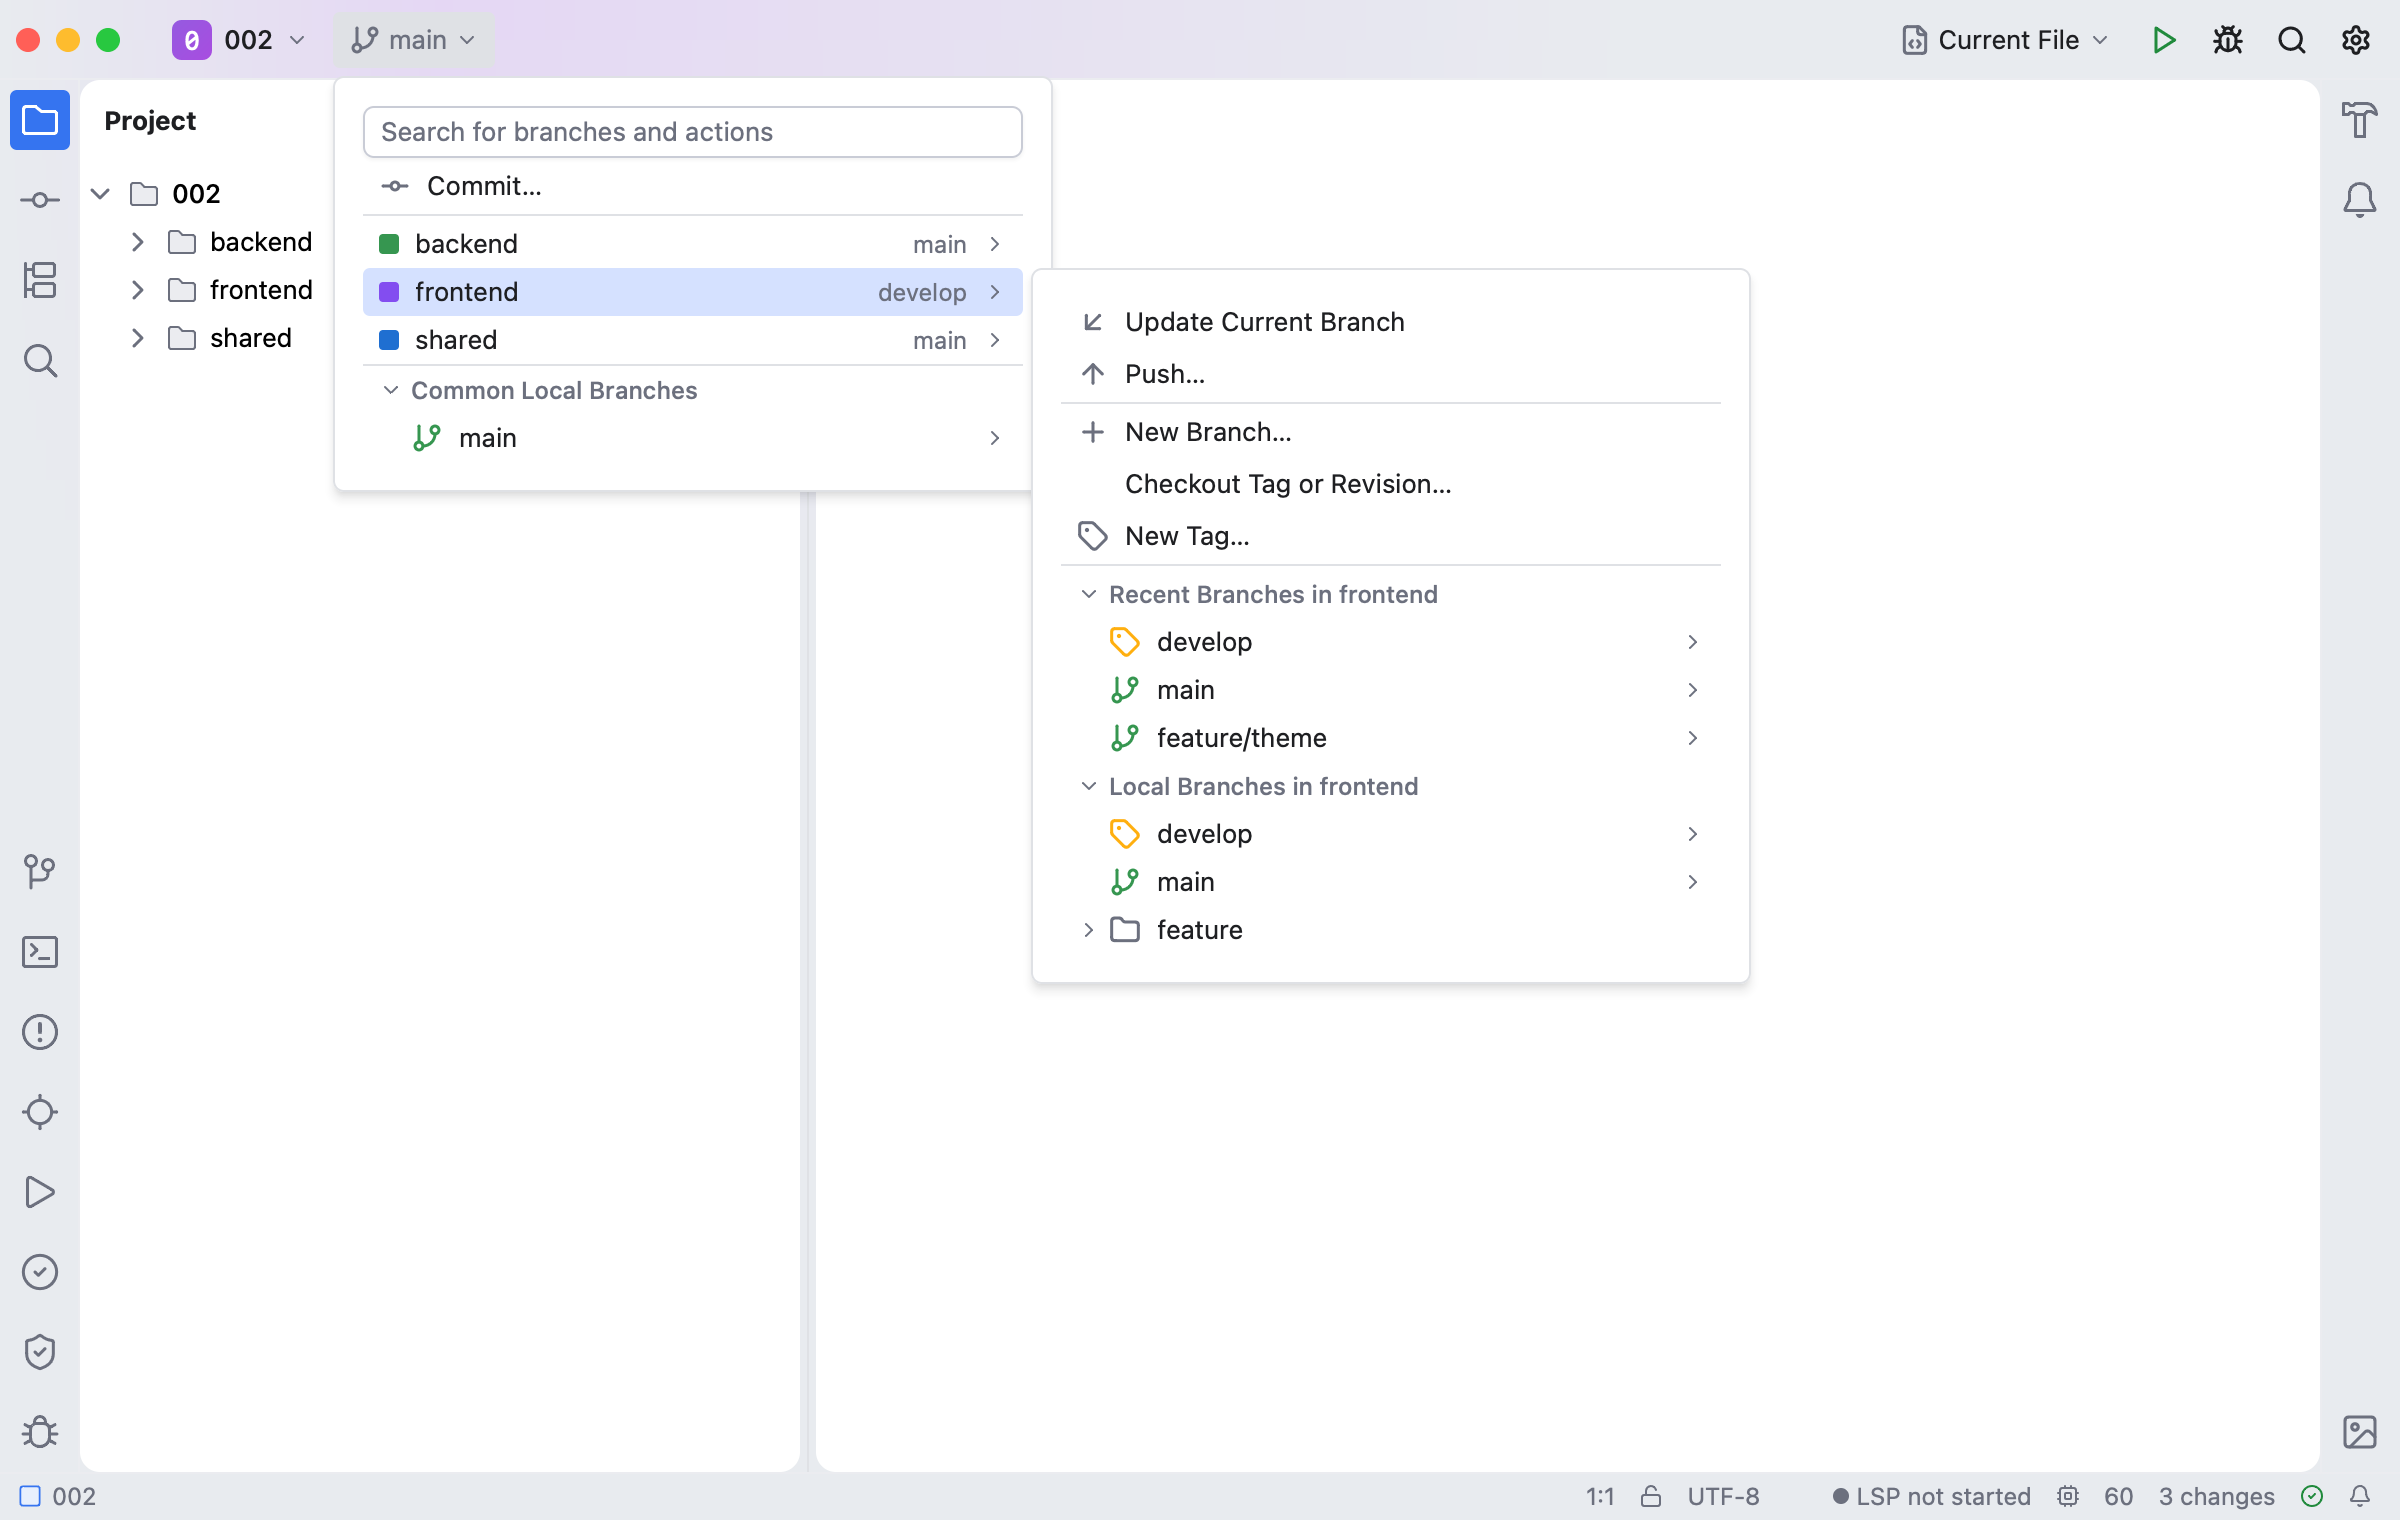 0 002 main Current File
Project
Search for branches and actions
Commit...
002
backend
frontend
shared
backend main
frontend develop
shared main
Common Local Branches
main
Update Current Branch
Push...
New Branch...
Checkout Tag or Revision...
New Tag...
Recent Branches in frontend
develop
main
feature/theme
Local Branches in frontend
develop
main
feature
002 1:1 UTF-8 LSP not started 60 3 changes